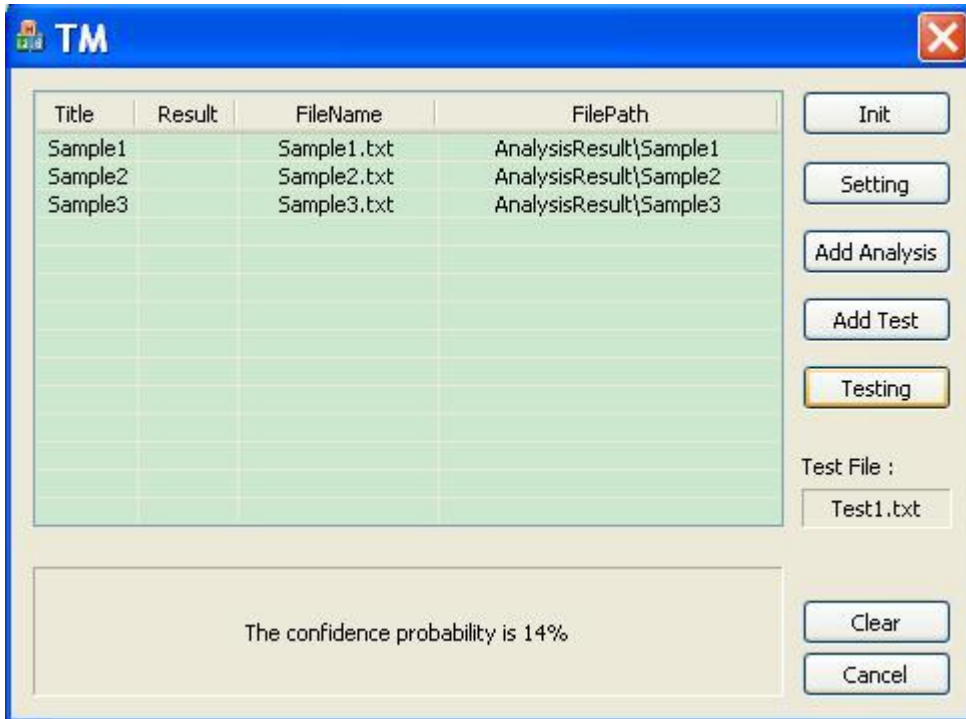 TM
Title Result FileName FilePath
Sample1 Sample1.txt AnalysisResult\Sample1
Sample2 Sample2.txt AnalysisResult\Sample2
Sample3 Sample3.txt AnalysisResult\Sample3
Init
Setting
Add Analysis
Add Test
Testing
Test File :
Test1.txt
The confidence probability is 14%
Clear
Cancel